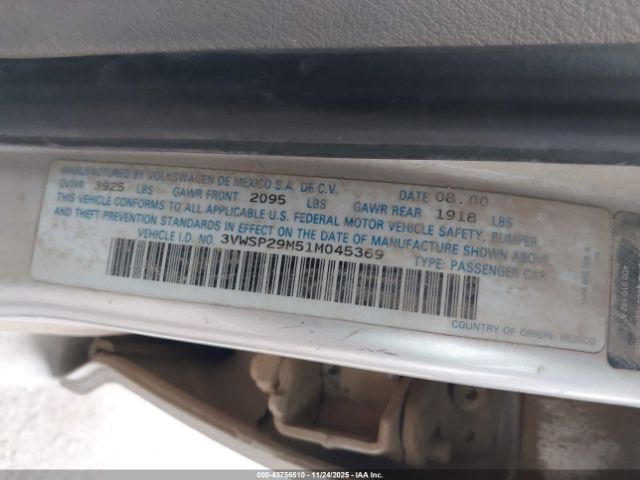 MANUFACTURED BY VOLKSWAGEN DE MEXICO S.A. DE C.V. DATE 08.00
GVWR 3925 LBS GAWR FRONT 2095 LBS GAWR REAR 1918 LBS
THIS VEHICLE CONFORMS TO ALL APPLICABLE U.S. FEDERAL MOTOR VEHICLE SAFETY, BUMPER,
AND THEFT PREVENTION STANDARDS IN EFFECT ON THE DATE OF MANUFACTURE SHOWN ABOVE.
VEHICLE I.D. NO. 3VWSP29M51M045369 TYPE: PASSENGER CAR
COUNTRY OF ORIGIN: MEXICO
000-43756510 - 11/24/2025 - IAAI.com